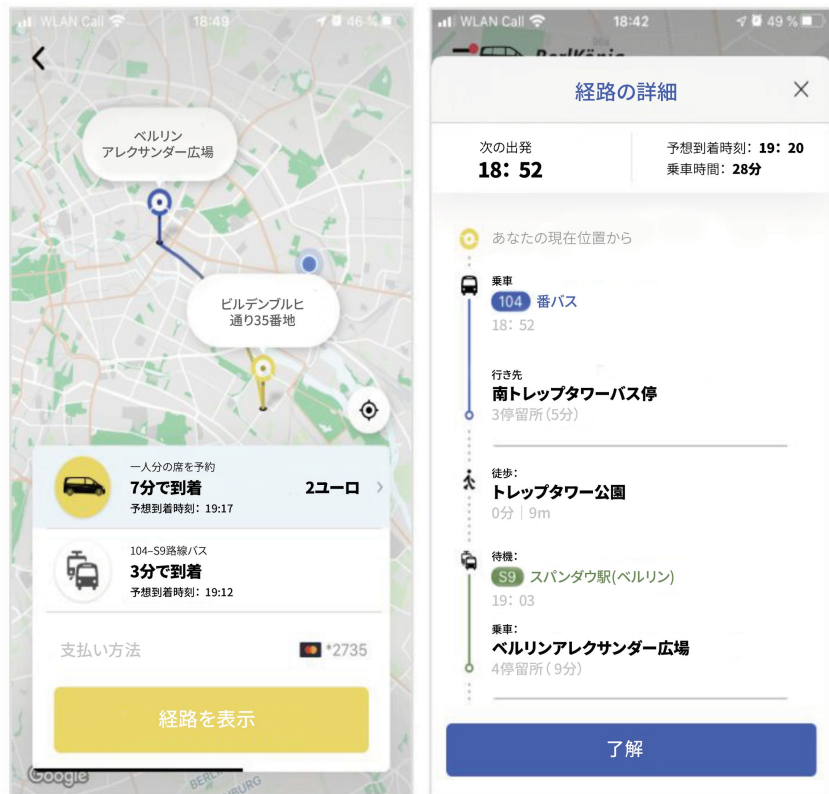 WLAN Call
18:49
46 %
ベルリン
アレクサンダー広場
ビルデンブルヒ
通り35番地
一人分の席を予約
7分で到着
2ユーロ
予想到着時刻：19:17
104–S9路線バス
3分で到着
予想到着時刻：19:12
支払い方法
*2735
経路を表示
Google
WLAN Call
18:42
49 %
BerlKönig
経路の詳細
次の出発
18：52
予想到着時刻：19：20
乗車時間：28分
あなたの現在位置から
乗車
104 番バス
18：52
行き先
南トレップタワーバス停
3停留所（5分）
徒歩：
トレップタワー公園
0分｜9m
待機：
S9 スパンダウ駅(ベルリン)
19：03
乗車：
ベルリンアレクサンダー広場
4停留所（9分）
了解